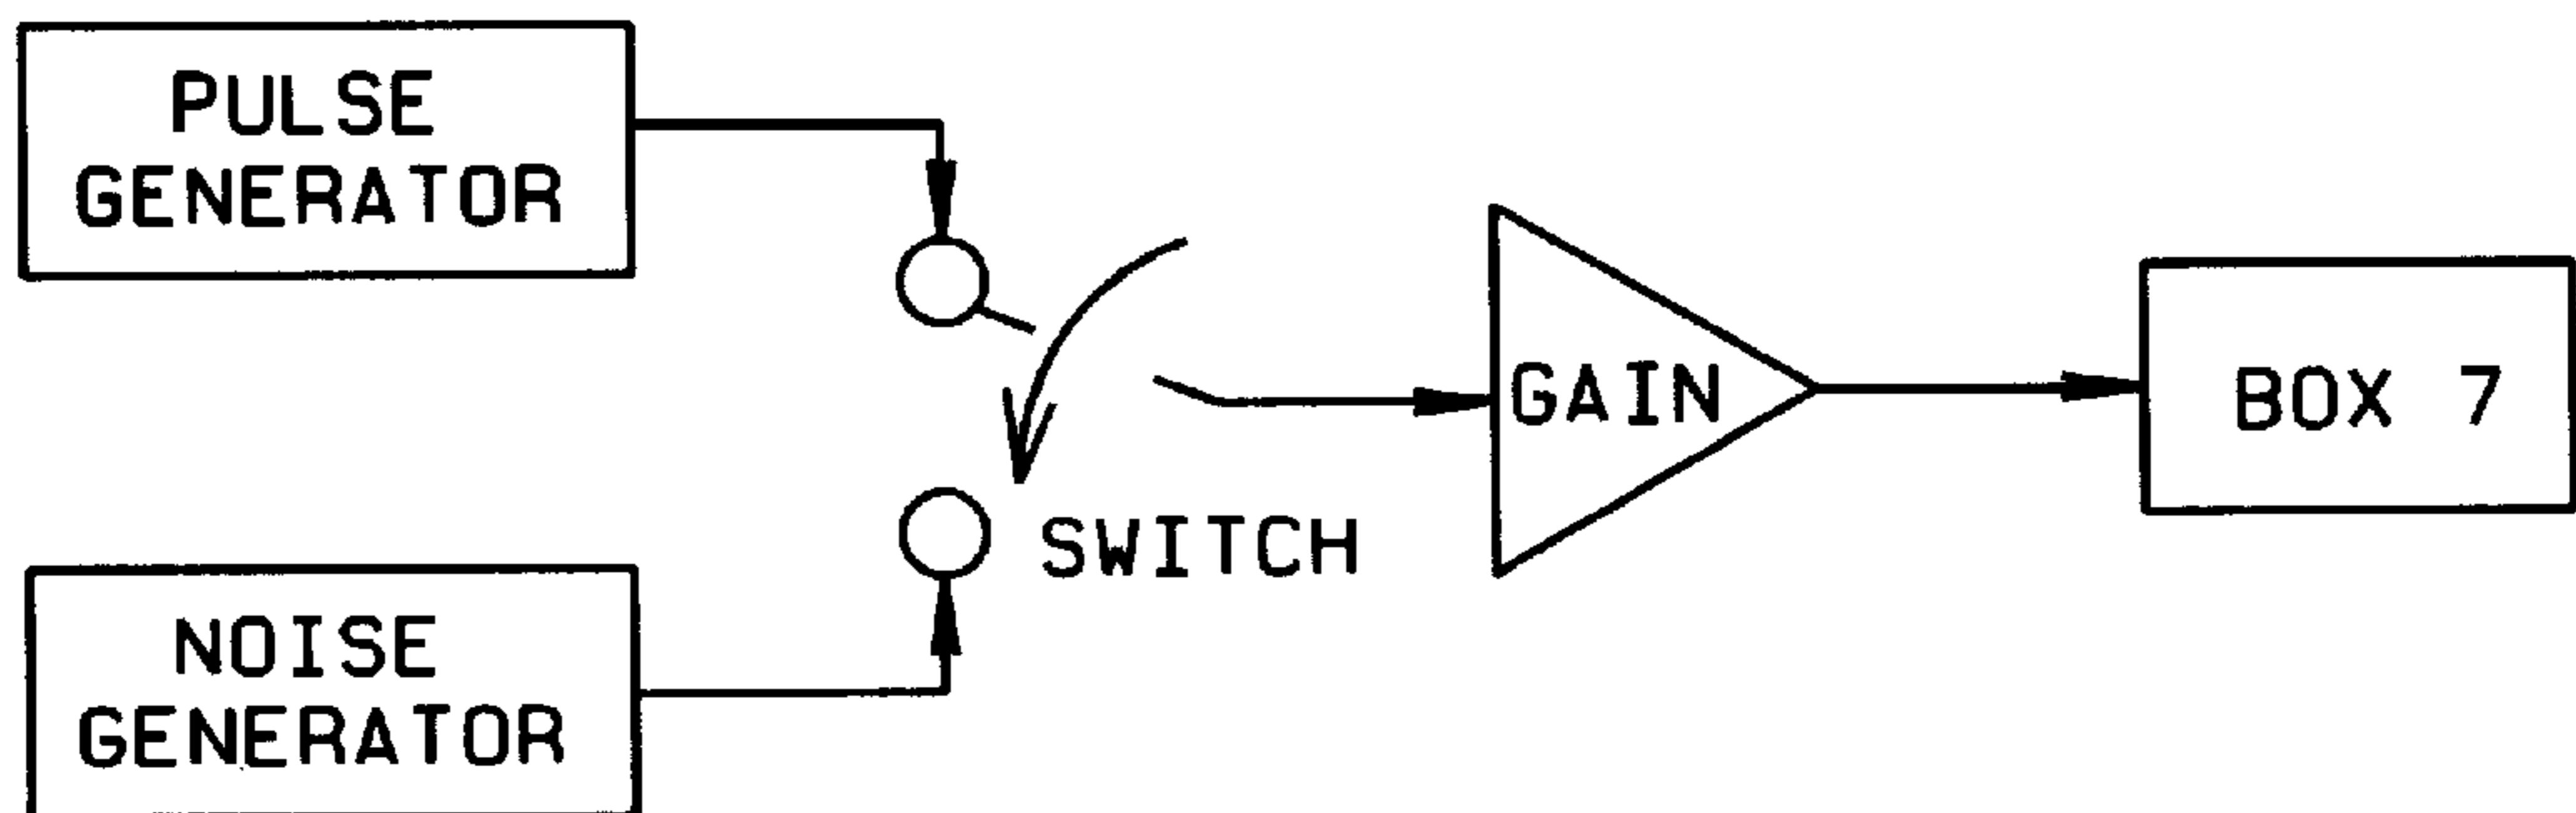 PULSE
GENERATOR
GAIN
BOX 7
SWITCH
NOISE
GENERATOR